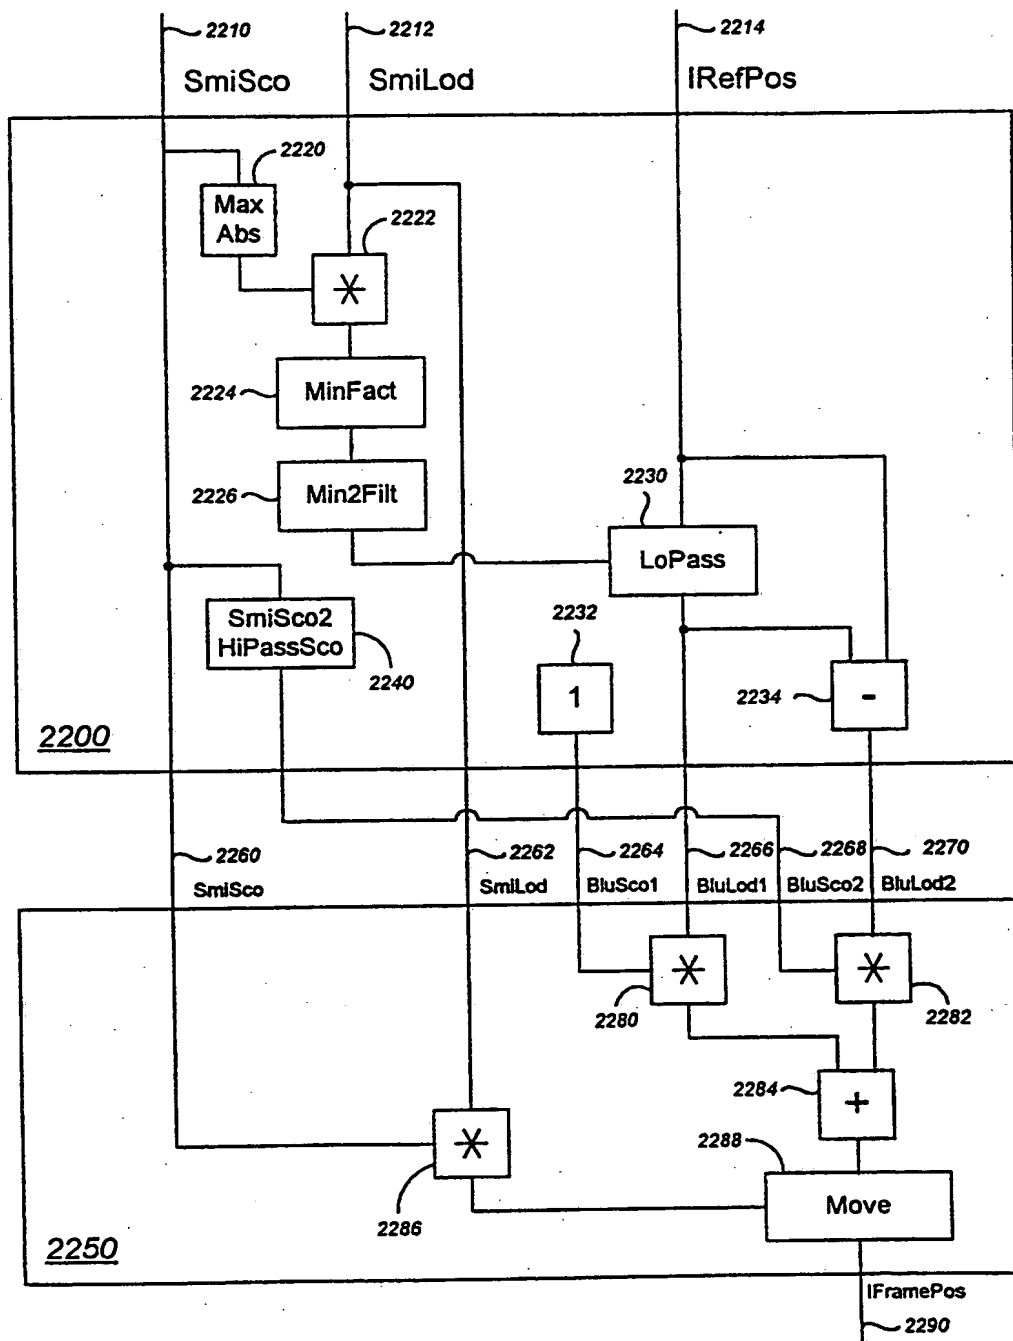 2210
2212
2214
SmiSco
SmiLod
IRefPos
2220
Max
Abs
2222
*
2224
MinFact
2226
Min2Filt
2230
LoPass
SmiSco2
HiPassSco
2240
2232
1
2234
-
2200
2260
SmiSco
2262
SmiLod
2264
BluSco1
2266
BluLod1
2268
BluSco2
2270
BluLod2
*
2280
*
2282
2284
+
*
2286
2288
Move
2250
IFramePos
2290